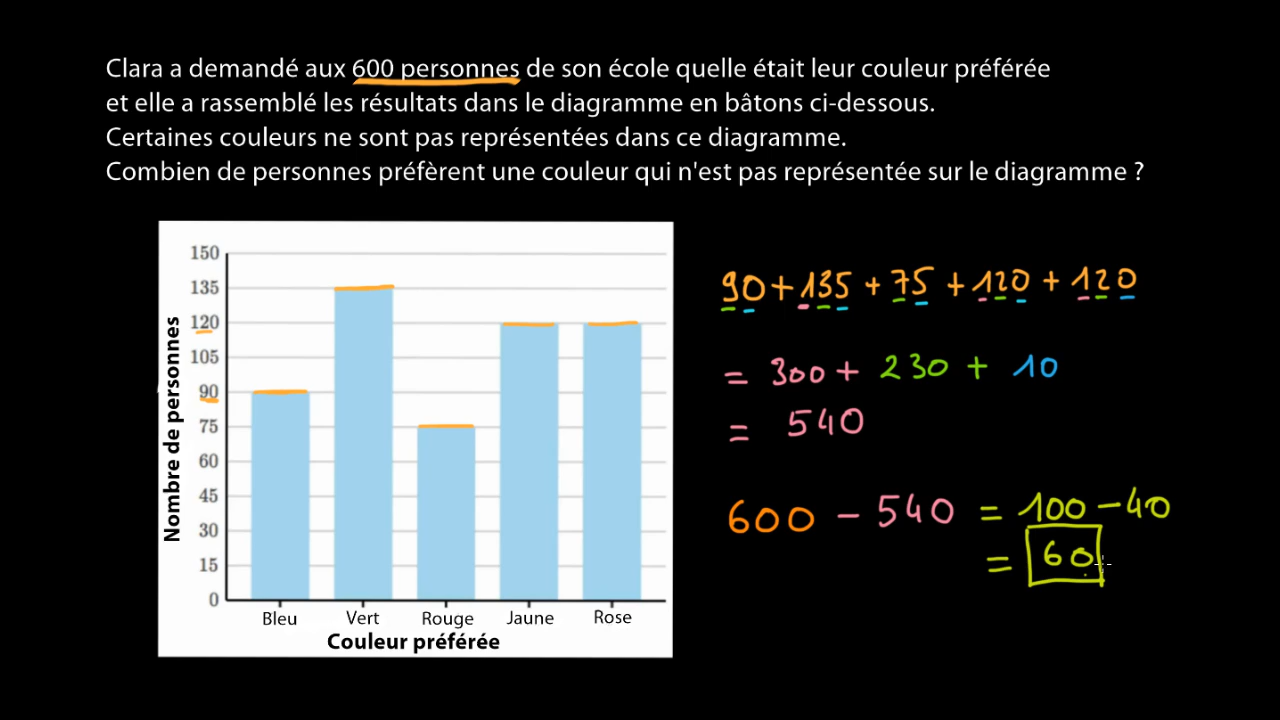 Clara a demandé aux 600 personnes de son école quelle était leur couleur préférée
et elle a rassemblé les résultats dans le diagramme en bâtons ci-dessous.
Certaines couleurs ne sont pas représentées dans ce diagramme.
Combien de personnes préfèrent une couleur qui n'est pas représentée sur le diagramme ?
150
135
120
105
90
75
60
45
30
15
0
Nombre de personnes
Bleu Vert Rouge Jaune Rose
Couleur préférée
90 + 135 + 75 + 120 + 120
= 300 + 230 + 10
= 540
600 - 540 = 100 - 40
= 60